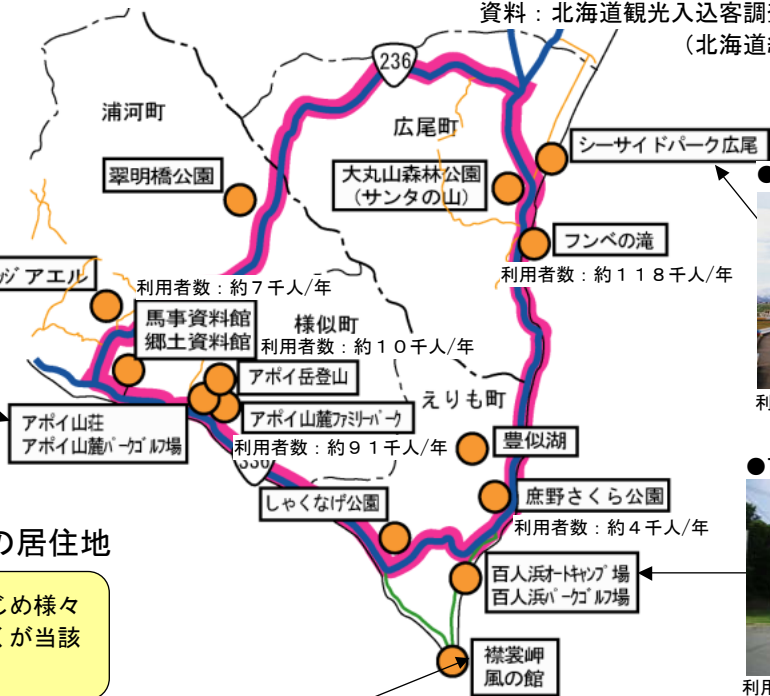 資料：北海道観光入込客調
（北海道
236
浦河町
広尾町
シーサイドパーク広尾
翠明橋公園
大丸山森林公園
（サンタの山）
フンベの滝
アエル
利用者数：約７千人/年
利用者数：約１１８千人/年
馬事資料館
郷土資料館
様似町
利用者数：約１０千人/年
アポイ岳登山
えりも町
アポイ山荘
アポイ山麓パークゴルフ場
アポイ山麓ファミリーパーク
利用者数：約９１千人/年
豊似湖
336
しゃくなげ公園
庶野さくら公園
利用者数：約４千人/年
の居住地
百人浜オートキャンプ場
百人浜パークゴルフ場
じめ様々
が当該
襟裳岬
風の館
利用